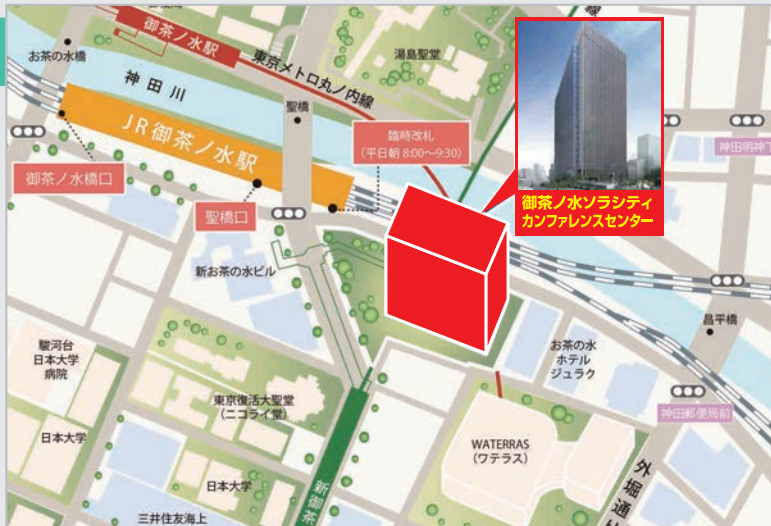 御茶ノ水駅
お茶の水橋
東京メトロ丸ノ内線
湯島聖堂
神田川
聖橋
JR御茶ノ水駅
臨時改札
(平日朝 8:00〜9:30)
御茶ノ水ソラシティ
カンファレンスセンター
神田明神下
御茶ノ水橋口
聖橋口
新お茶の水ビル
昌平橋
駿河台
日本大学
病院
お茶の水
ホテル
ジュラク
東京復活大聖堂
(ニコライ堂)
神田郵便局前
日本大学
WATERRAS
(ワテラス)
日本大学
新御茶
外堀通
三井住友海上